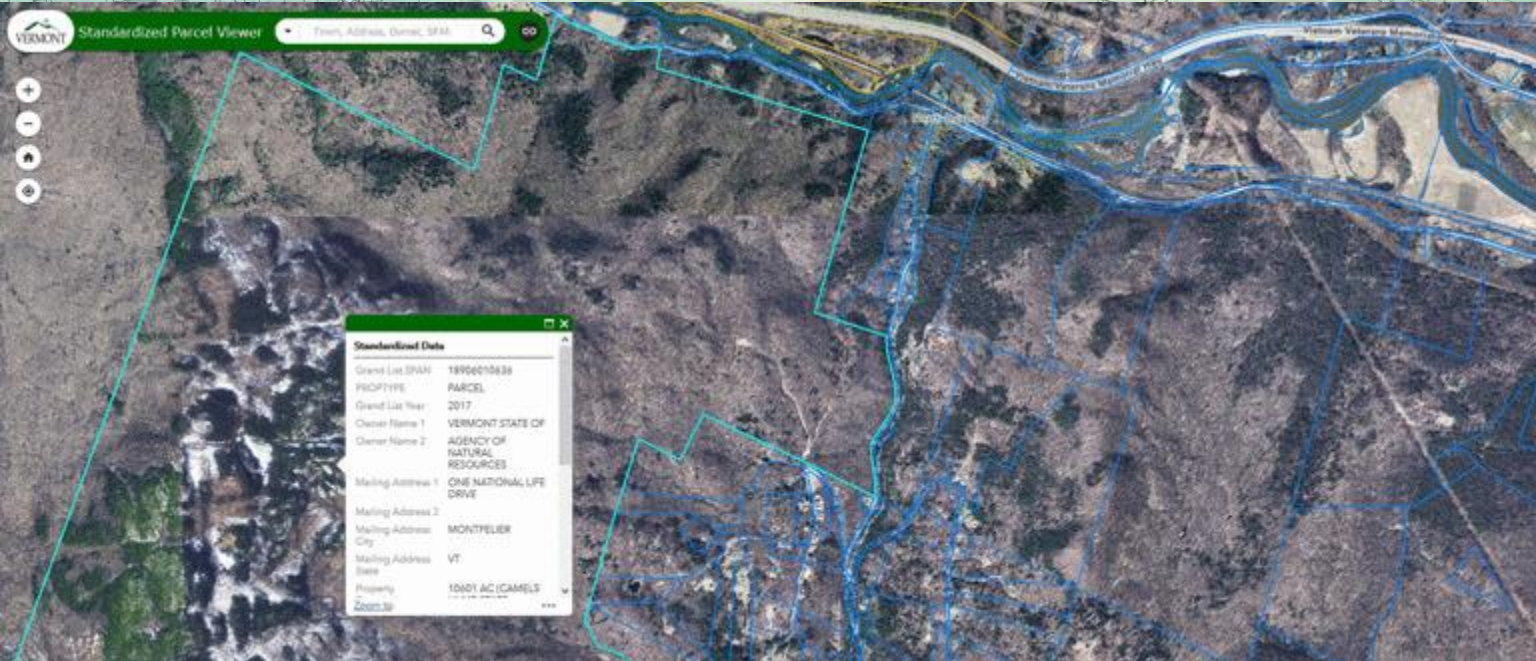 VERMONT
Standardized Parcel Viewer
Town, Address, Owner, SPAN
Vietnam Veterans Memorial
Standardized Data
Grand List SPAN 18906010636
PROPTYPE PARCEL
Grand List Year 2017
Owner Name 1 VERMONT STATE OF
Owner Name 2 AGENCY OF
NATURAL
RESOURCES
Mailing Address 1 ONE NATIONAL LIFE
DRIVE
Mailing Address 2
Mailing Address MONTPELIER
City
Mailing Address VT
State
Property 10601 AC (CAMELS
Zoom to